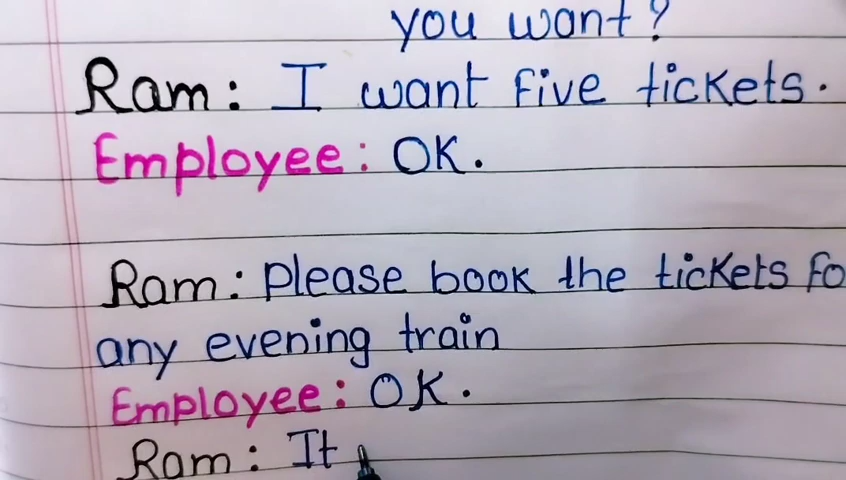 you want?
Ram: I want five tickets.
Employee: OK.
Ram: Please book the tickets fo
any evening train
Employee: OK.
Ram: It